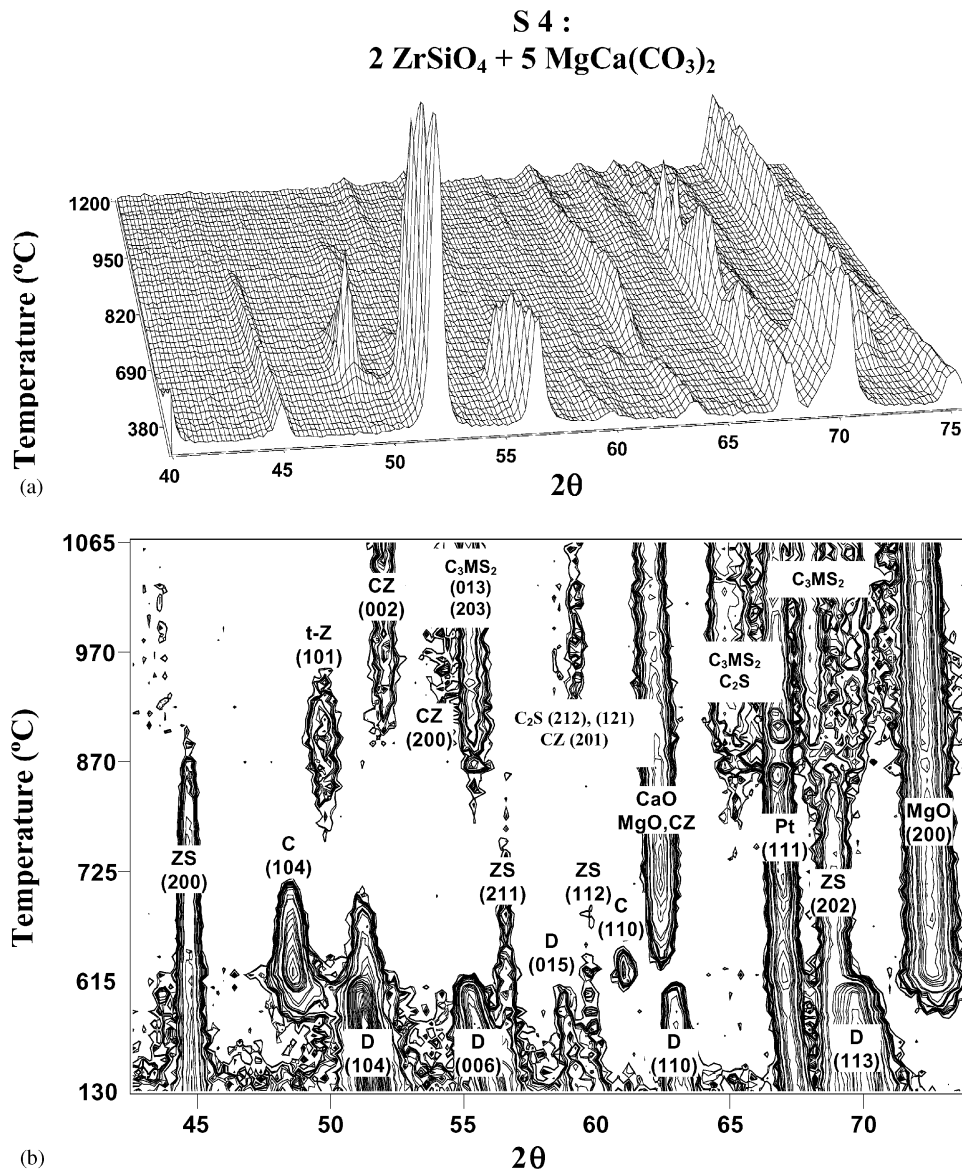 S 4 :
2 ZrSiO₄ + 5 MgCa(CO₃)₂
1200
950
820
690
380
Temperature (ºC)
40
45
50
55
60
65
70
75
2θ
(a)
1065
970
870
725
615
130
Temperature (ºC)
CZ
(002)
C₃MS₂
(013)
(203)
C₃MS₂
t-Z
(101)
C₃MS₂
C₂S
CZ
(200)
C₂S (212), (121)
CZ (201)
CaO
MgO,CZ
Pt
(111)
MgO
(200)
ZS
(200)
C
(104)
ZS
(211)
ZS
(112)
C
(110)
ZS
(202)
D
(015)
D
(104)
D
(006)
D
(110)
D
(113)
45
50
55
60
65
70
2θ
(b)